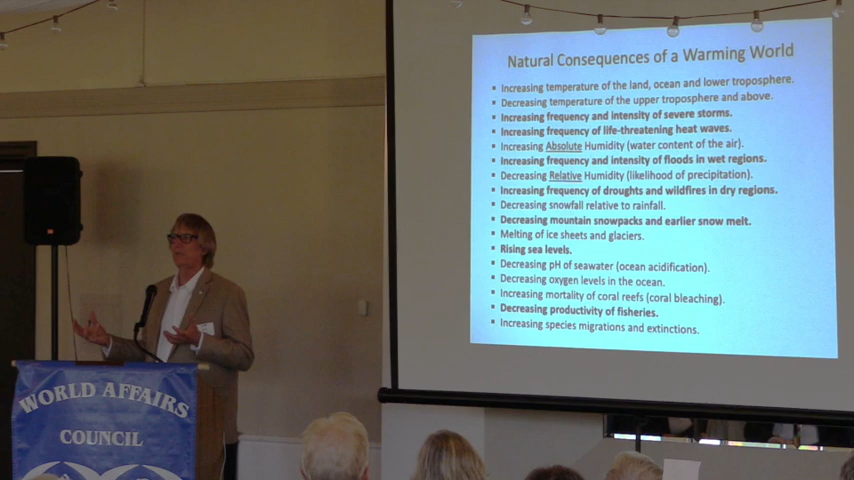 Natural Consequences of a Warming World
▪ Increasing temperature of the land, ocean and lower troposphere.
▪ Decreasing temperature of the upper troposphere and above.
▪ Increasing frequency and intensity of severe storms.
▪ Increasing frequency of life-threatening heat waves.
▪ Increasing Absolute Humidity (water content of the air).
▪ Increasing frequency and intensity of floods in wet regions.
▪ Decreasing Relative Humidity (likelihood of precipitation).
▪ Increasing frequency of droughts and wildfires in dry regions.
▪ Decreasing snowfall relative to rainfall.
▪ Decreasing mountain snowpacks and earlier snow melt.
▪ Melting of ice sheets and glaciers.
▪ Rising sea levels.
▪ Decreasing pH of seawater (ocean acidification).
▪ Decreasing oxygen levels in the ocean.
▪ Increasing mortality of coral reefs (coral bleaching).
▪ Decreasing productivity of fisheries.
▪ Increasing species migrations and extinctions.
WORLD AFFAIRS
COUNCIL